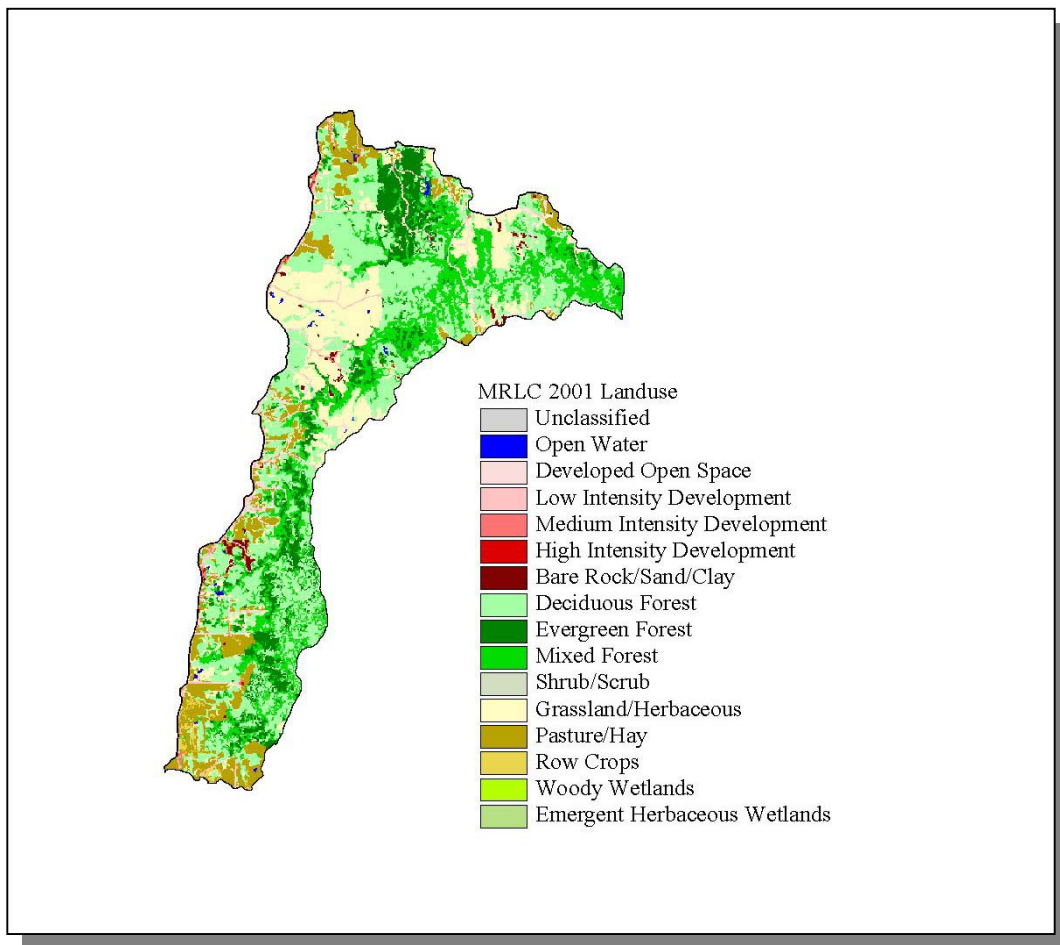 MRLC 2001 Landuse
Unclassified
Open Water
Developed Open Space
Low Intensity Development
Medium Intensity Development
High Intensity Development
Bare Rock/Sand/Clay
Deciduous Forest
Evergreen Forest
Mixed Forest
Shrub/Scrub
Grassland/Herbaceous
Pasture/Hay
Row Crops
Woody Wetlands
Emergent Herbaceous Wetlands